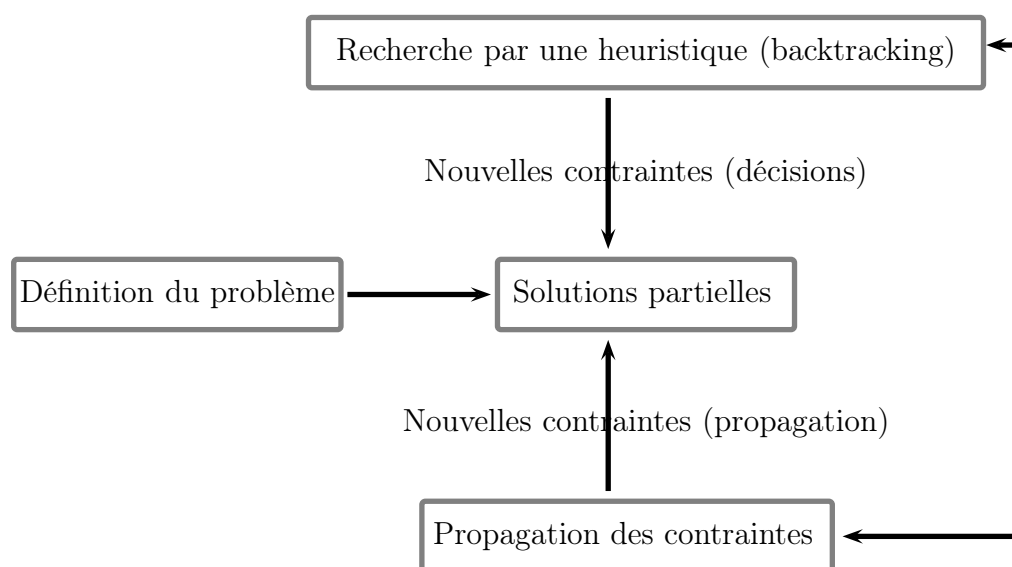 Recherche par une heuristique (backtracking)
Nouvelles contraintes (décisions)
Définition du problème
Solutions partielles
Nouvelles contraintes (propagation)
Propagation des contraintes